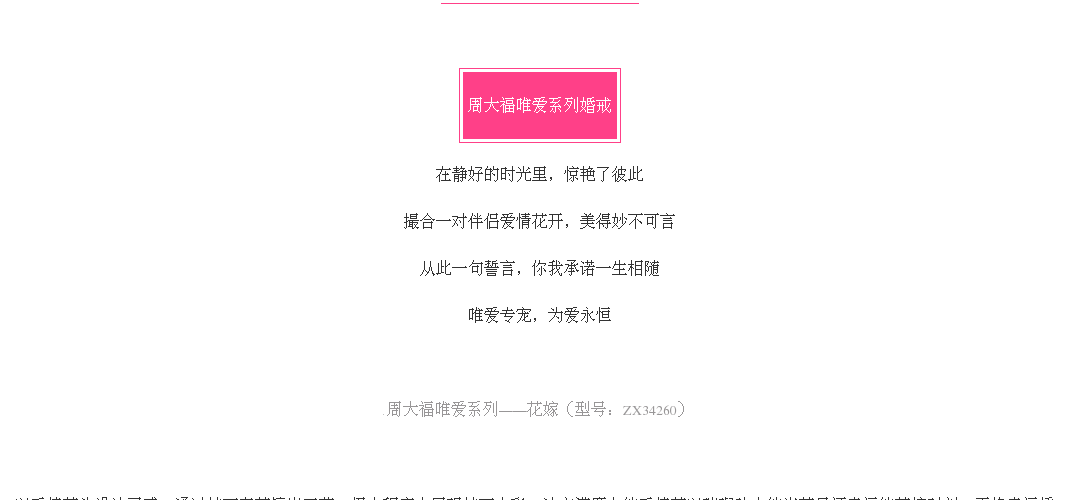 周大福唯爱系列婚戒
在静好的时光里，惊艳了彼此
撮合一对伴侣爱情花开，美得妙不可言
从此一句誓言，你我承诺一生相随
唯爱专宠，为爱永恒
周大福唯爱系列——花嫁（型号：ZX34260）